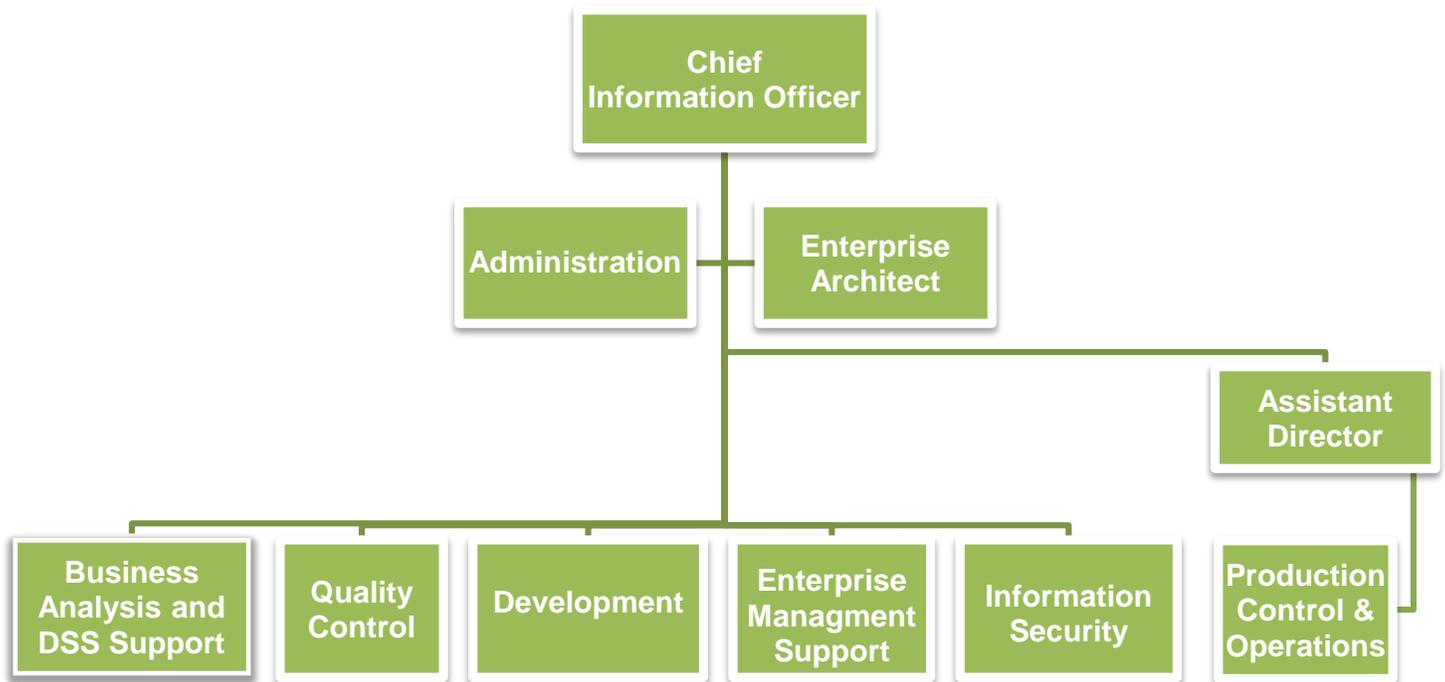 Chief
Information Officer
Administration
Enterprise
Architect
Assistant
Director
Business
Analysis and
DSS Support
Quality
Control
Development
Enterprise
Managment
Support
Information
Security
Production
Control &
Operations